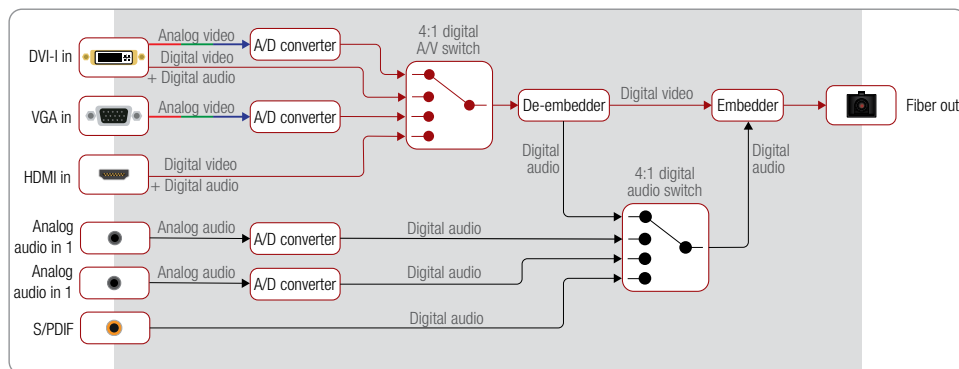 Analog video
DVI-I in
A/D converter
Digital video
+ Digital audio
4:1 digital
A/V switch
VGA in
Analog video
A/D converter
HDMI in
Digital video
+ Digital audio
De-embedder
Digital video
Embedder
Fiber out
Digital
audio
Digital
audio
4:1 digital
audio switch
Analog
audio in 1
Analog audio
A/D converter
Digital audio
Analog
audio in 1
Analog audio
A/D converter
Digital audio
S/PDIF
Digital audio